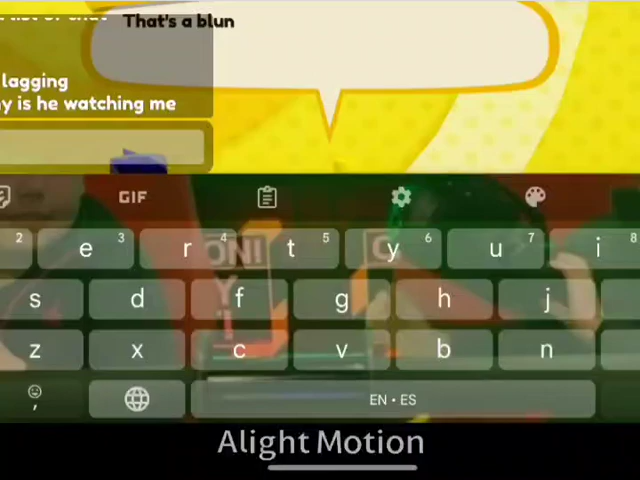 That's a blun
lagging
y is he watching me
GIF
2 e 3 r 4 t 5 y 6 u 7 i 8
s d f g h j
z x c v b n
, EN • ES
Alight Motion